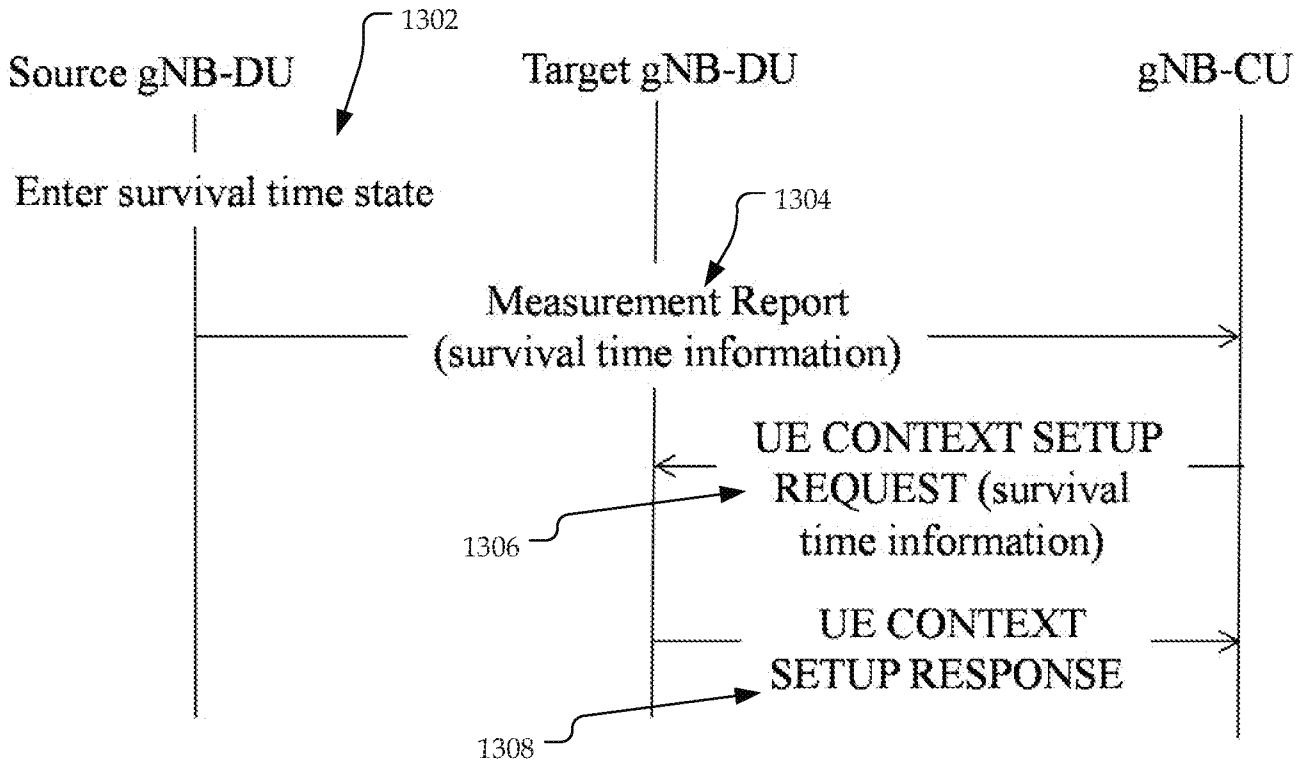 1302
Source gNB-DU
Target gNB-DU
gNB-CU
Enter survival time state
1304
Measurement Report
(survival time information)
UE CONTEXT SETUP
REQUEST (survival
time information)
1306
UE CONTEXT
SETUP RESPONSE
1308